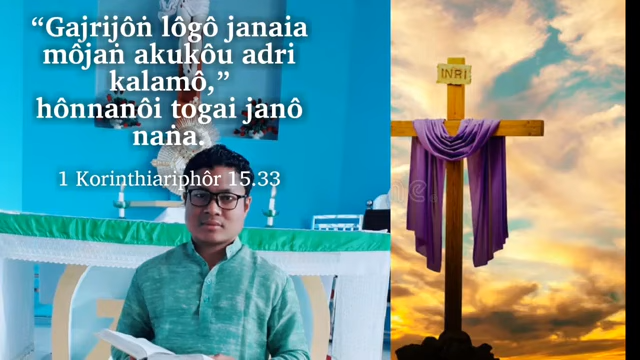 “Gajrijôṅ lôgô janaia
môjaṅ akukôu adri
kalamô,”
hônnanôi togai janô
naṅa.
1 Korinthiariphôr 15.33
INRI